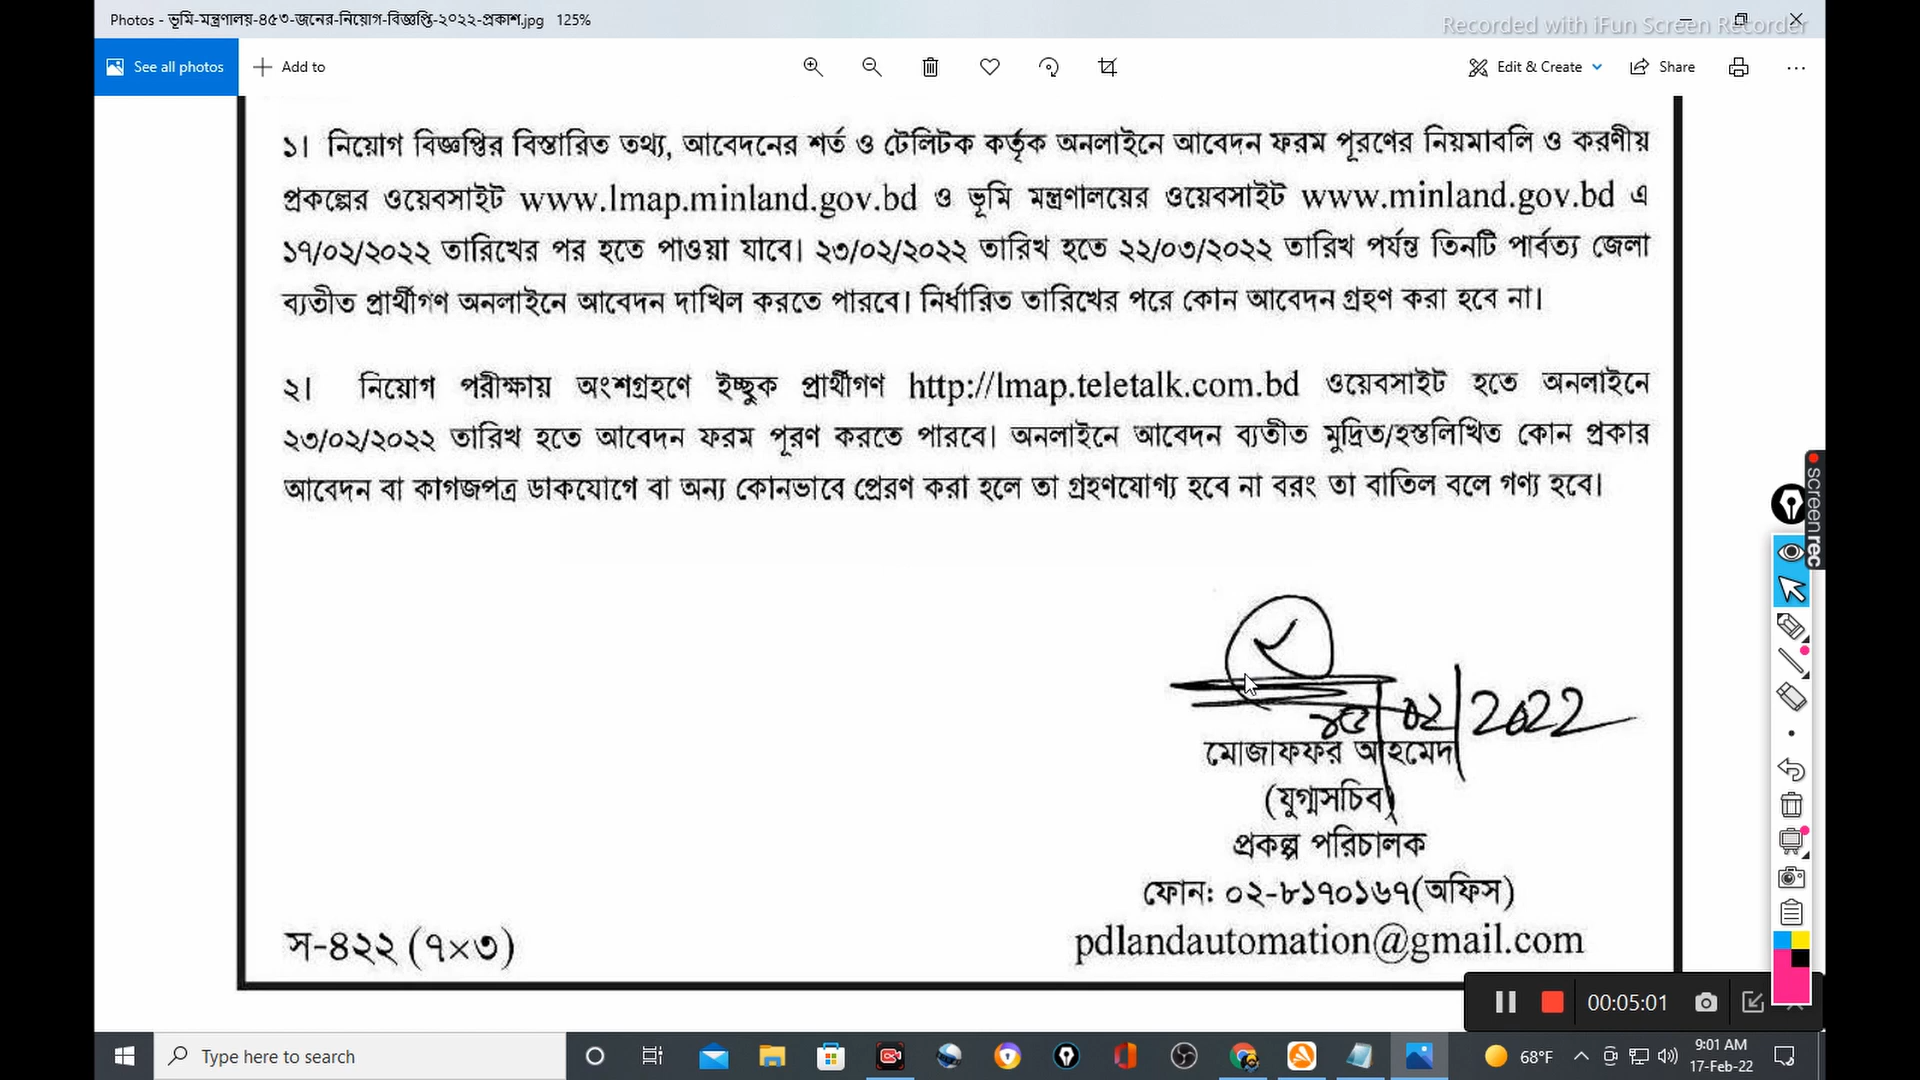 Photos - ভূমি-মন্ত্রণালয়-৪৫৩-জনের-নিয়োগ-বিজ্ঞপ্তি-২০২২-প্রকাশ.jpg 125%
Recorded with iFun Screen Recorder
See all photos
Add to
Edit & Create
Share
১। নিয়োগ বিজ্ঞপ্তির বিস্তারিত তথ্য, আবেদনের শর্ত ও টেলিটক কর্তৃক অনলাইনে আবেদন ফরম পূরণের নিয়মাবলি ও করণীয়
প্রকল্পের ওয়েবসাইট www.lmap.minland.gov.bd ও ভূমি মন্ত্রণালয়ের ওয়েবসাইট www.minland.gov.bd এ
১৭/০২/২০২২ তারিখের পর হতে পাওয়া যাবে। ২৩/০২/২০২২ তারিখ হতে ২২/০৩/২০২২ তারিখ পর্যন্ত তিনটি পার্বত্য জেলা
ব্যতীত প্রার্থীগণ অনলাইনে আবেদন দাখিল করতে পারবে। নির্ধারিত তারিখের পরে কোন আবেদন গ্রহণ করা হবে না।
২। নিয়োগ পরীক্ষায় অংশগ্রহণে ইচ্ছুক প্রার্থীগণ http://lmap.teletalk.com.bd ওয়েবসাইট হতে অনলাইনে
২৩/০২/২০২২ তারিখ হতে আবেদন ফরম পূরণ করতে পারবে। অনলাইনে আবেদন ব্যতীত মুদ্রিত/হস্তলিখিত কোন প্রকার
আবেদন বা কাগজপত্র ডাকযোগে বা অন্য কোনভাবে প্রেরণ করা হলে তা গ্রহণযোগ্য হবে না বরং তা বাতিল বলে গণ্য হবে।
মোজাফফর আহমেদ
(যুগ্মসচিব)
প্রকল্প পরিচালক
ফোন: ০২-৮১৭০১৬৭(অফিস)
pdlandautomation@gmail.com
স-৪২২ (৭×৩)
screenrec
00:05:01
Type here to search
68°F
9:01 AM
17-Feb-22